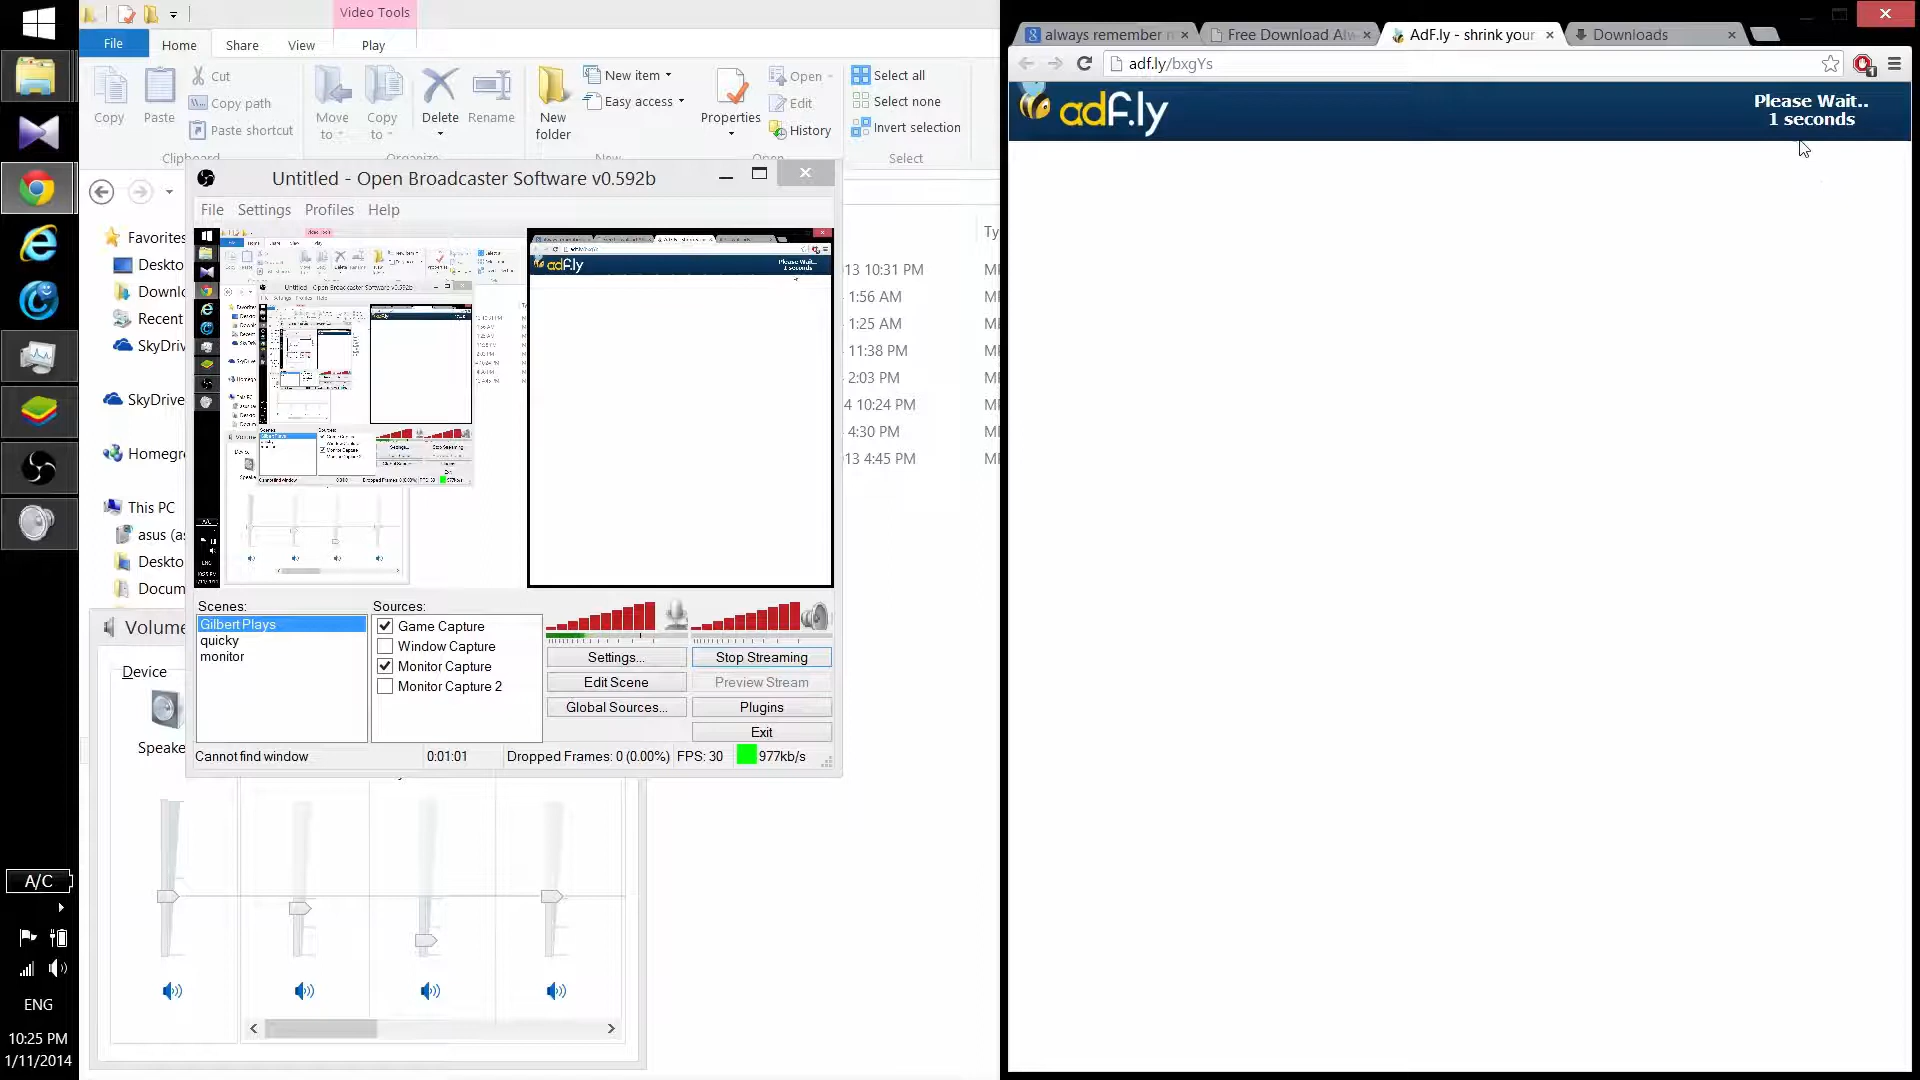 Video Tools
File
Home
Share
View
Play
Copy
Paste
Cut
Copy path
Paste shortcut
Move to
Copy to
Delete
Rename
New folder
New item
Easy access
Properties
Open
Edit
History
Select all
Select none
Invert selection
New
Open
Select
Favorites
Deskto
Downlo
Recent
SkyDriv
SkyDrive
Homegr
This PC
asus (as
Deskto
Docum
Ty
13 10:31 PM
1:56 AM
1:25 AM
11:38 PM
2:03 PM
4 10:24 PM
4:30 PM
13 4:45 PM
Untitled - Open Broadcaster Software v0.592b
File
Settings
Profiles
Help
Scenes:
Gilbert Plays
quicky
monitor
Sources:
Game Capture
Window Capture
Monitor Capture
Monitor Capture 2
Settings...
Stop Streaming
Edit Scene
Preview Stream
Global Sources...
Plugins
Exit
Cannot find window
0:01:01
Dropped Frames: 0 (0.00%)
FPS: 30
977kb/s
Volume
Device
Speake
A/C
ENG
10:25 PM
1/11/2014
always remember
Free Download Alw
AdF.ly - shrink your
Downloads
adf.ly/bxgYs
1
adf.ly
Please Wait..
1 seconds